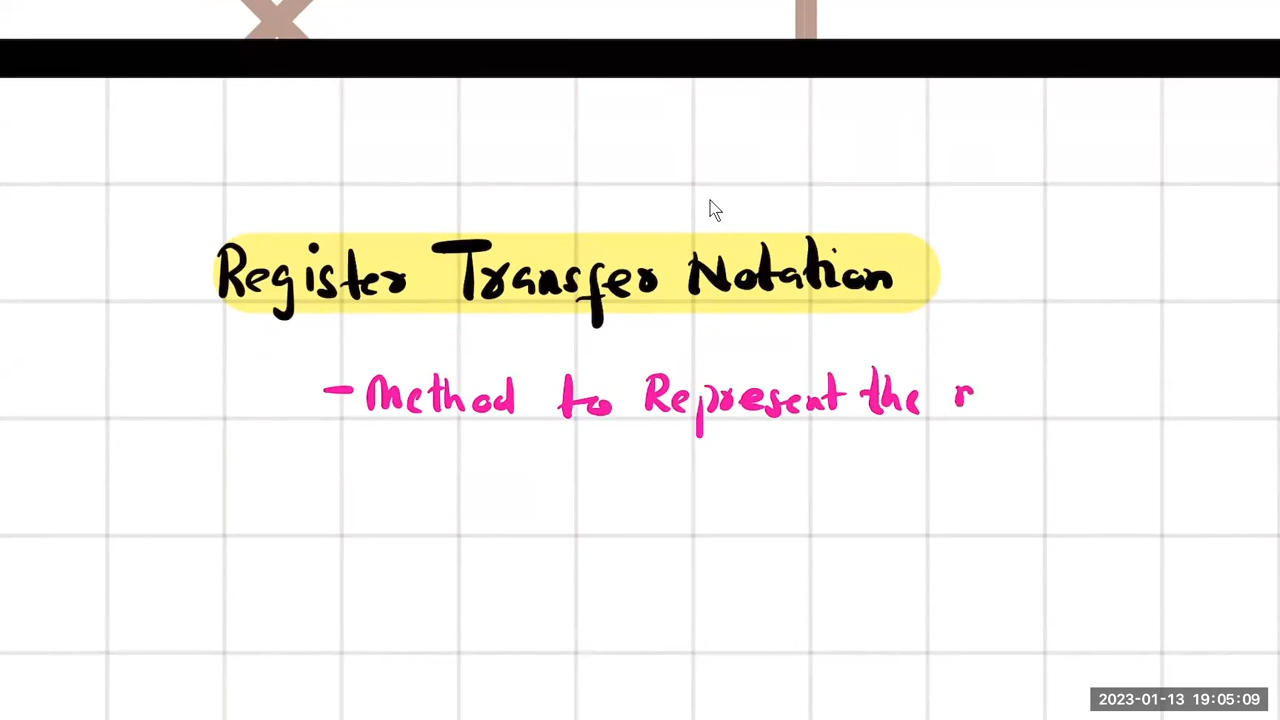 Register Transfer Notation
- Method to Represent the r
2023-01-13 19:05:09